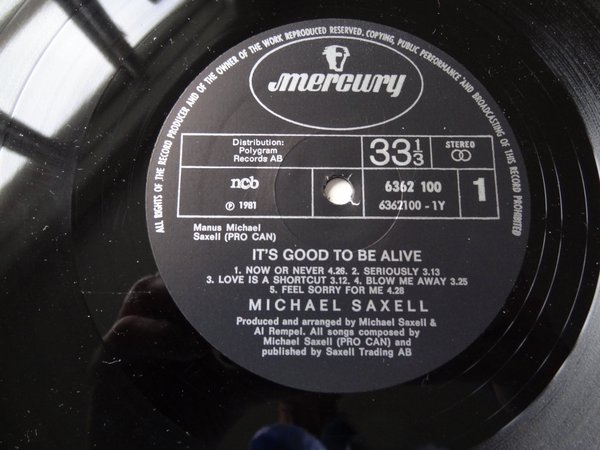 ALL RIGHTS OF THE RECORD PRODUCER AND OF THE OWNER OF THE WORK REPRODUCED RESERVED. COPYING, PUBLIC PERFORMANCE AND BROADCASTING OF THIS RECORD PROHIBITED
mercury
Distribution:
Polygram
Records AB
33 1/3
STEREO
ncb
℗ 1981
6362 100
6362100 - 1Y
1
Manus Michael
Saxell (PRO CAN)
IT'S GOOD TO BE ALIVE
1. NOW OR NEVER 4.26. 2. SERIOUSLY 3.13
3. LOVE IS A SHORTCUT 3.12. 4. BLOW ME AWAY 3.25
5. FEEL SORRY FOR ME 4.28
MICHAEL SAXELL
Produced and arranged by Michael Saxell &
Al Rempel. All songs composed by
Michael Saxell (PRO CAN) and
published by Saxell Trading AB